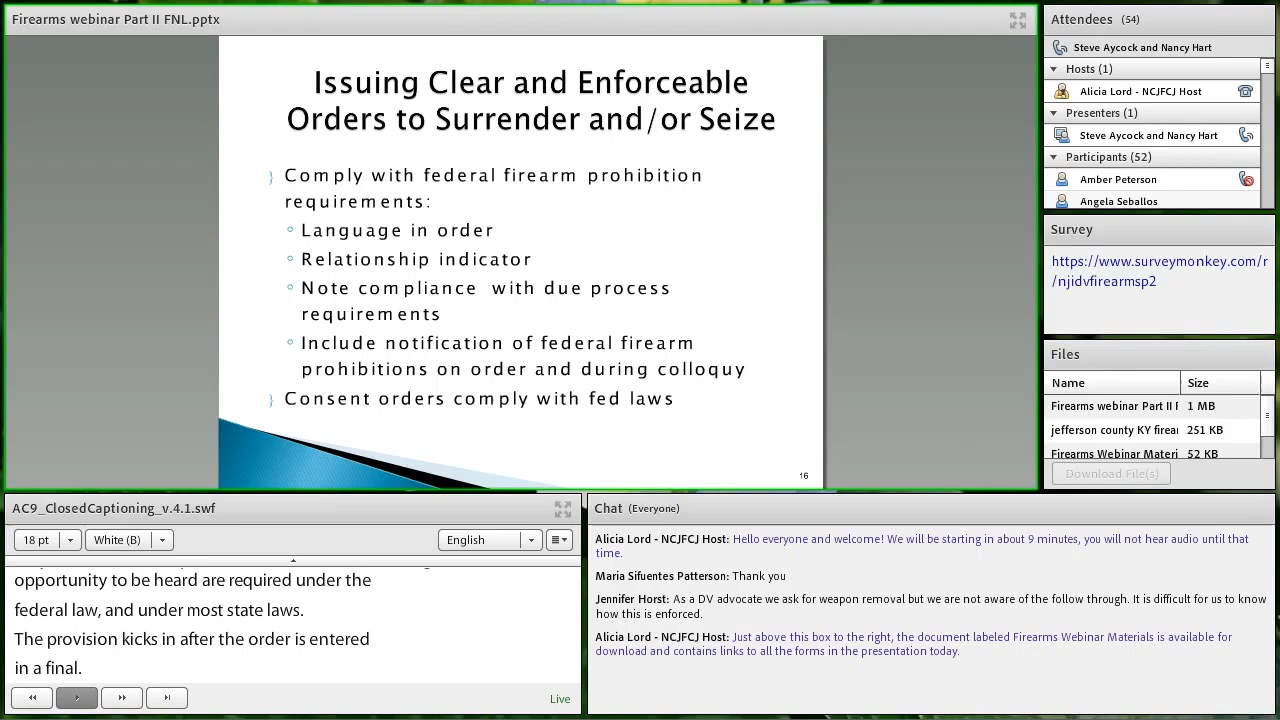 Firearms webinar Part II FNL.pptx
Issuing Clear and Enforceable
Orders to Surrender and/or Seize
Comply with federal firearm prohibition
requirements:
Language in order
Relationship indicator
Note compliance with due process
requirements
Include notification of federal firearm
prohibitions on order and during colloquy
Consent orders comply with fed laws
16
Attendees (54)
Steve Aycock and Nancy Hart
Hosts (1)
Alicia Lord - NCJFCJ Host
Presenters (1)
Steve Aycock and Nancy Hart
Participants (52)
Amber Peterson
Angela Seballos
Survey
https://www.surveymonkey.com/r
/njidvfirearmsp2
Files
Name Size
Firearms webinar Part II F 1 MB
jefferson county KY firear 251 KB
Firearms Webinar Materi 52 KB
Download File(s)
AC9_ClosedCaptioning_v.4.1.swf
18 pt White (B) English
opportunity to be heard are required under the
federal law, and under most state laws.
The provision kicks in after the order is entered
in a final.
Live
Chat (Everyone)
Alicia Lord - NCJFCJ Host: Hello everyone and welcome! We will be starting in about 9 minutes, you will not hear audio until that
time.
Maria Sifuentes Patterson: Thank you
Jennifer Horst: As a DV advocate we ask for weapon removal but we are not aware of the follow through. It is difficult for us to know
how this is enforced.
Alicia Lord - NCJFCJ Host: Just above this box to the right, the document labeled Firearms Webinar Materials is available for
download and contains links to all the forms in the presentation today.